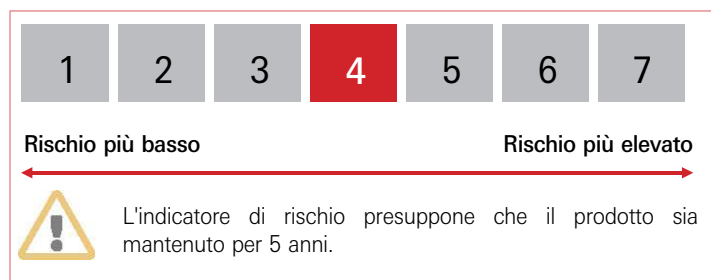 1 2 3 4 5 6 7
Rischio più basso Rischio più elevato
L'indicatore di rischio presuppone che il prodotto sia
mantenuto per 5 anni.